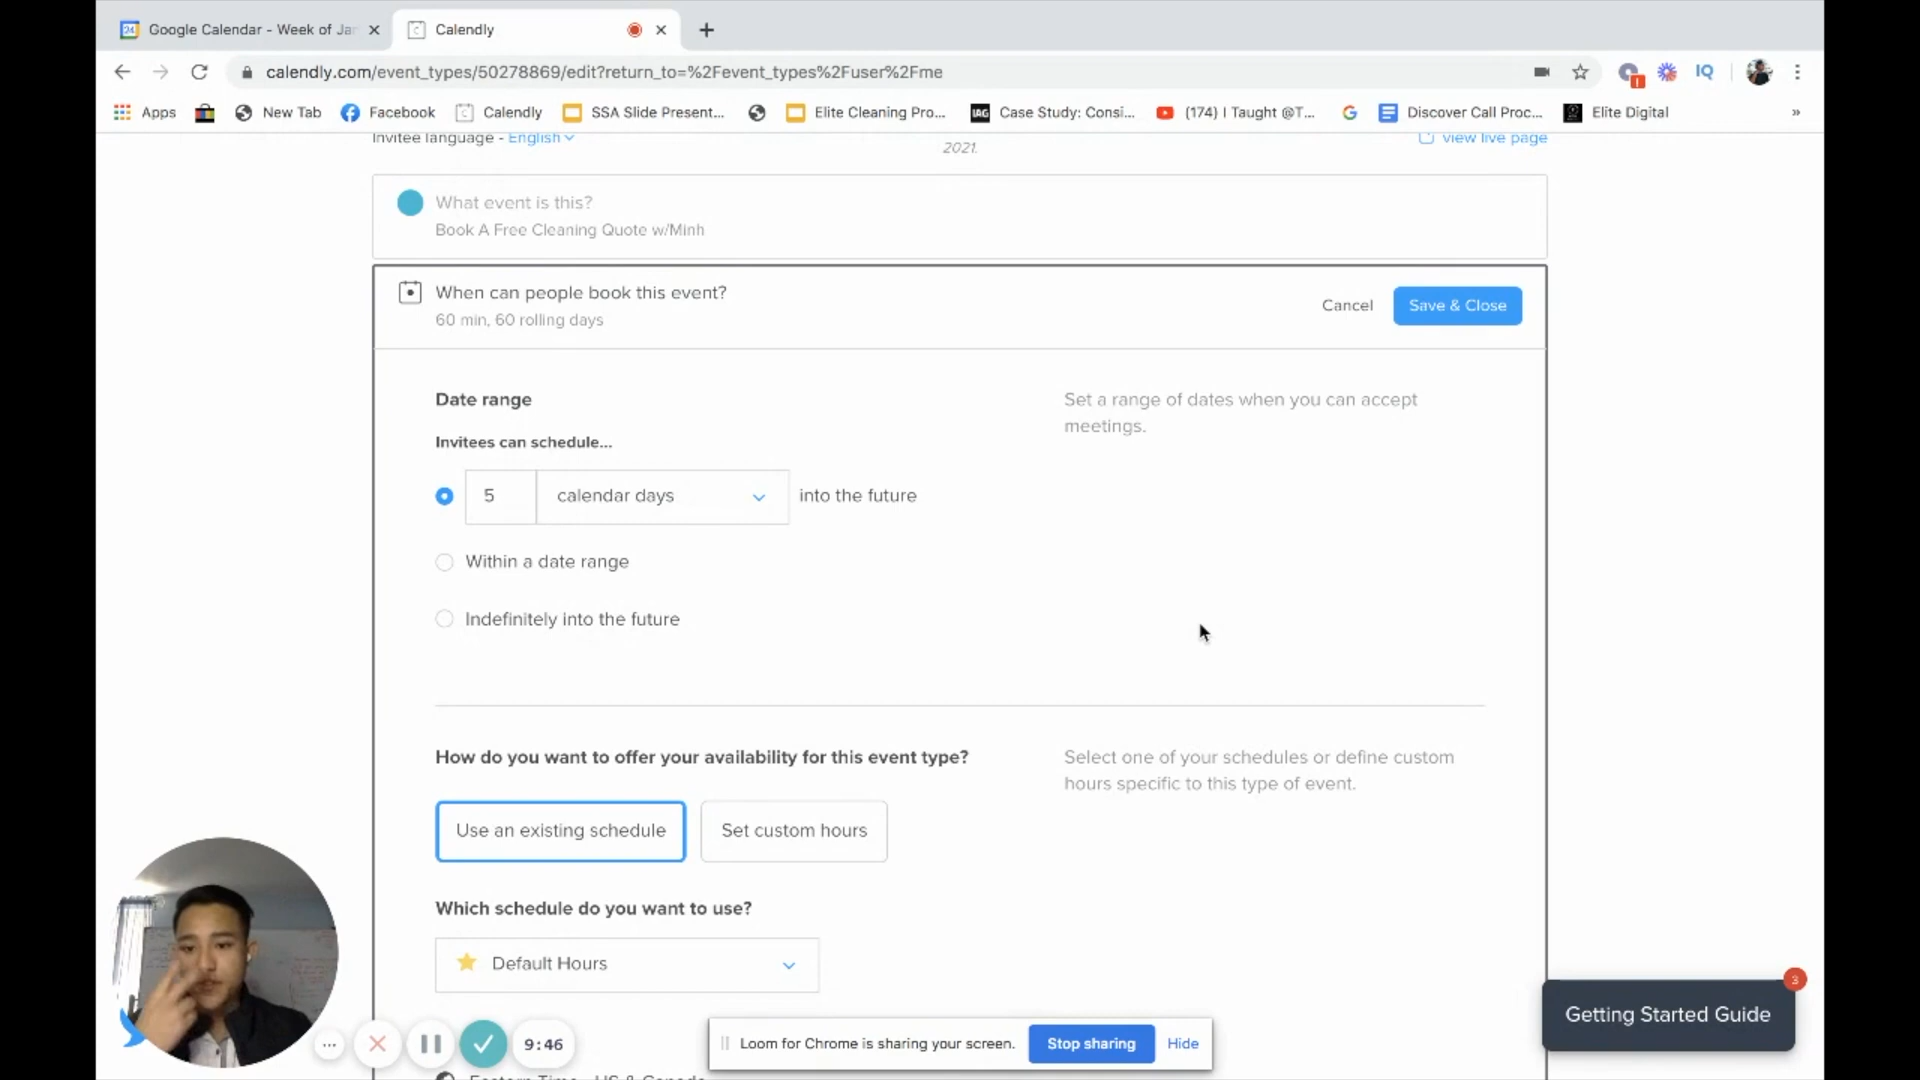 Google Calendar - Week of Jan
Calendly
calendly.com/event_types/50278869/edit?return_to=%2Fevent_types%2Fuser%2Fme
IQ
Apps
New Tab
Facebook
Calendly
SSA Slide Present...
Elite Cleaning Pro...
IAG
Case Study: Consi...
(174) I Taught @T...
Discover Call Proc...
Elite Digital
»
Invitee language - English
2021.
view live page
What event is this?
Book A Free Cleaning Quote w/Minh
When can people book this event?
60 min, 60 rolling days
Cancel
Save & Close
Date range
Set a range of dates when you can accept
meetings.
Invitees can schedule...
5 calendar days into the future
Within a date range
Indefinitely into the future
How do you want to offer your availability for this event type?
Select one of your schedules or define custom
hours specific to this type of event.
Use an existing schedule
Set custom hours
Which schedule do you want to use?
Default Hours
3
Getting Started Guide
9:46
Loom for Chrome is sharing your screen.
Stop sharing
Hide
Eastern Time - US & Canada